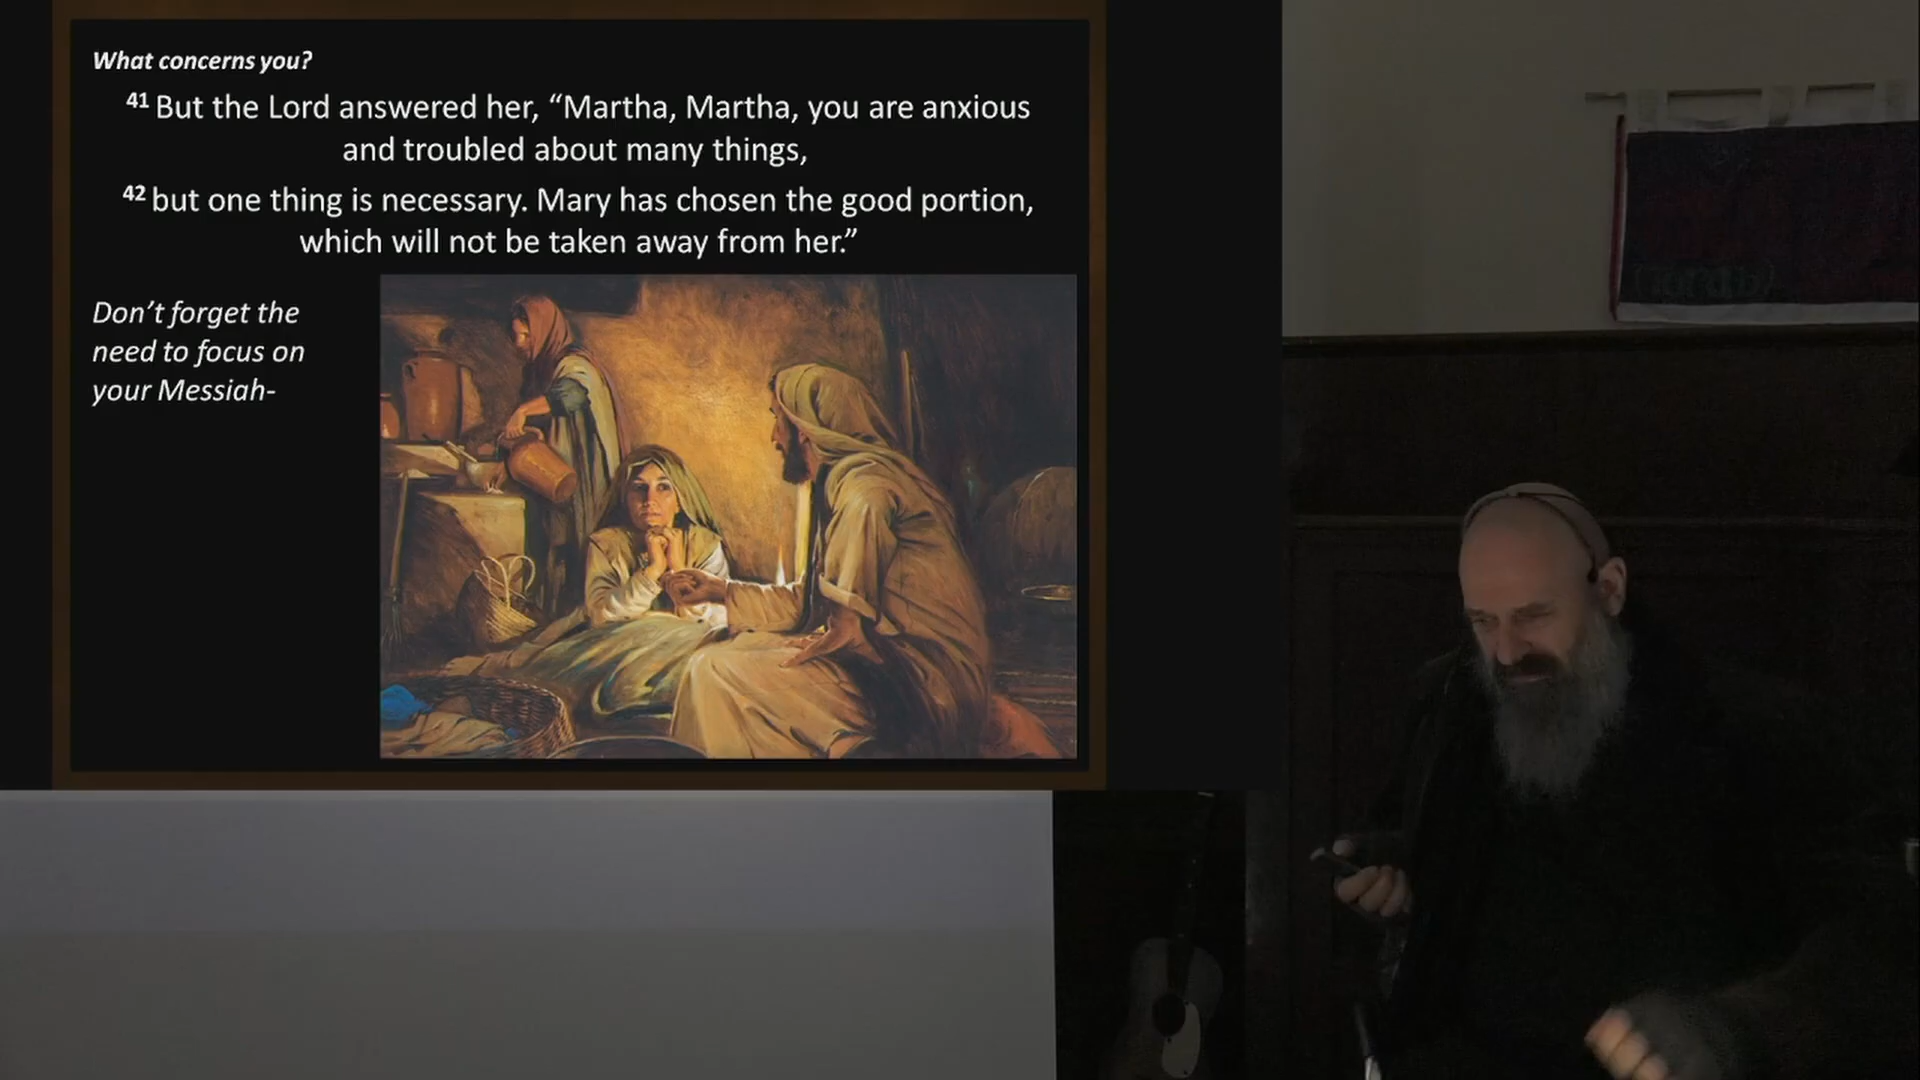 What concerns you?
41 But the Lord answered her, “Martha, Martha, you are anxious
and troubled about many things,
42 but one thing is necessary. Mary has chosen the good portion,
which will not be taken away from her.”
Don’t forget the
need to focus on
your Messiah-